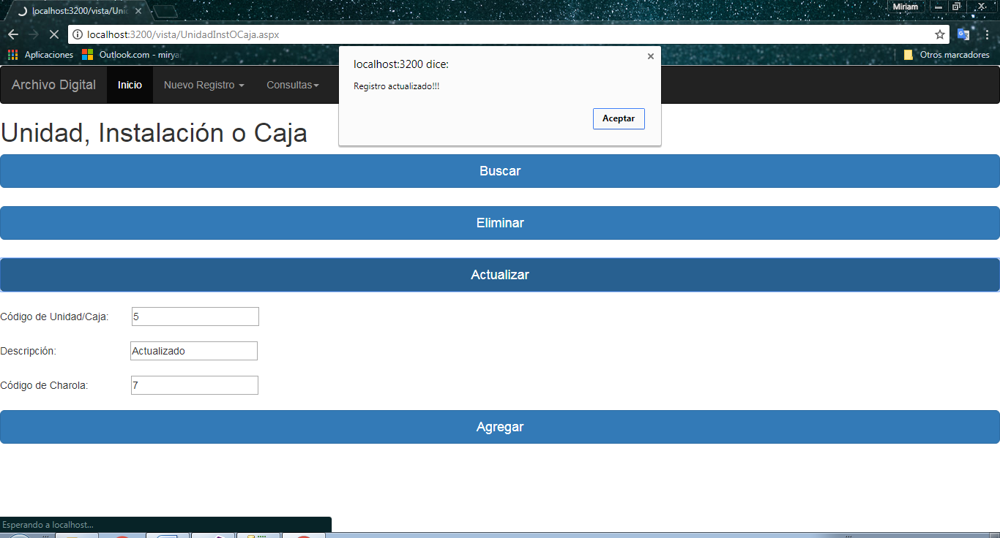 localhost:3200/vista/Unid
Miriam
localhost:3200/vista/UnidadInstOCaja.aspx
Aplicaciones
Outlook.com - mirya
Otros marcadores
localhost:3200 dice:
Registro actualizado!!!
Aceptar
Archivo Digital
Inicio
Nuevo Registro
Consultas
Unidad, Instalación o Caja
Buscar
Eliminar
Actualizar
Código de Unidad/Caja: 5
Descripción: Actualizado
Código de Charola: 7
Agregar
Esperando a localhost...